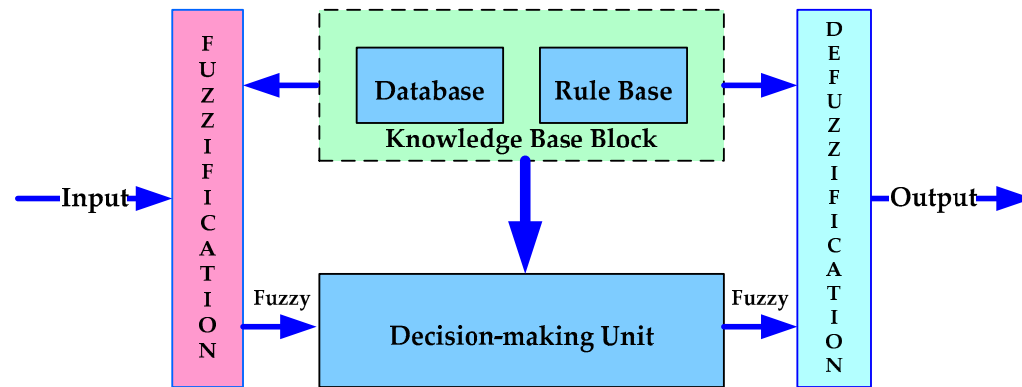 Input
FUZZIFICATION
Database
Rule Base
Knowledge Base Block
Fuzzy
Decision-making Unit
Fuzzy
DEFUZZIFICATION
Output